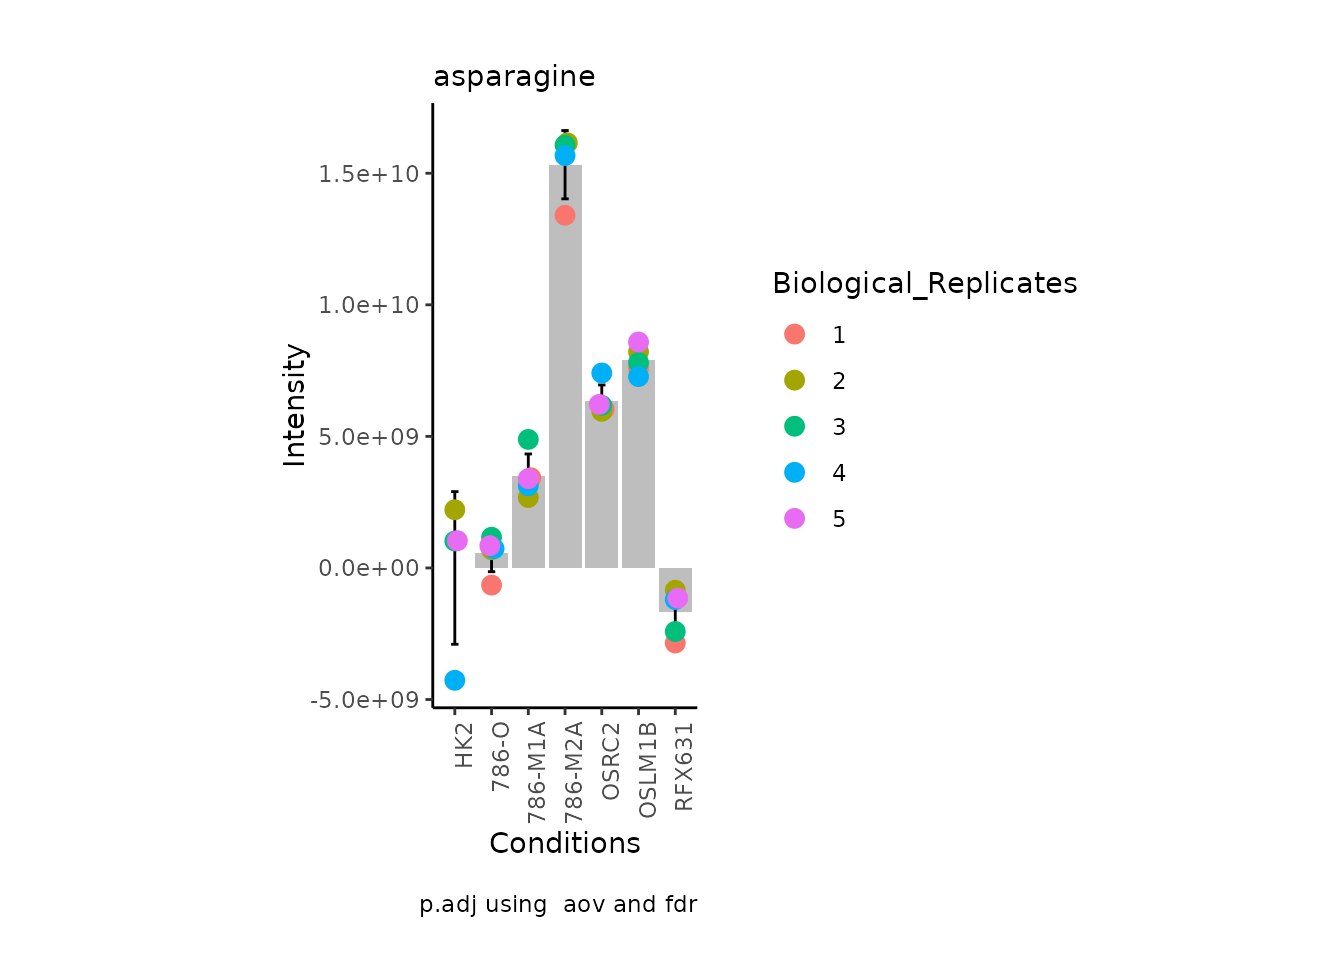 asparagine
Intensity
1.5e+10
1.0e+10
5.0e+09
0.0e+00
-5.0e+09
HK2
786-O
786-M1A
786-M2A
OSRC2
OSLM1B
RFX631
Conditions
Biological_Replicates
1
2
3
4
5
p.adj using  aov and fdr